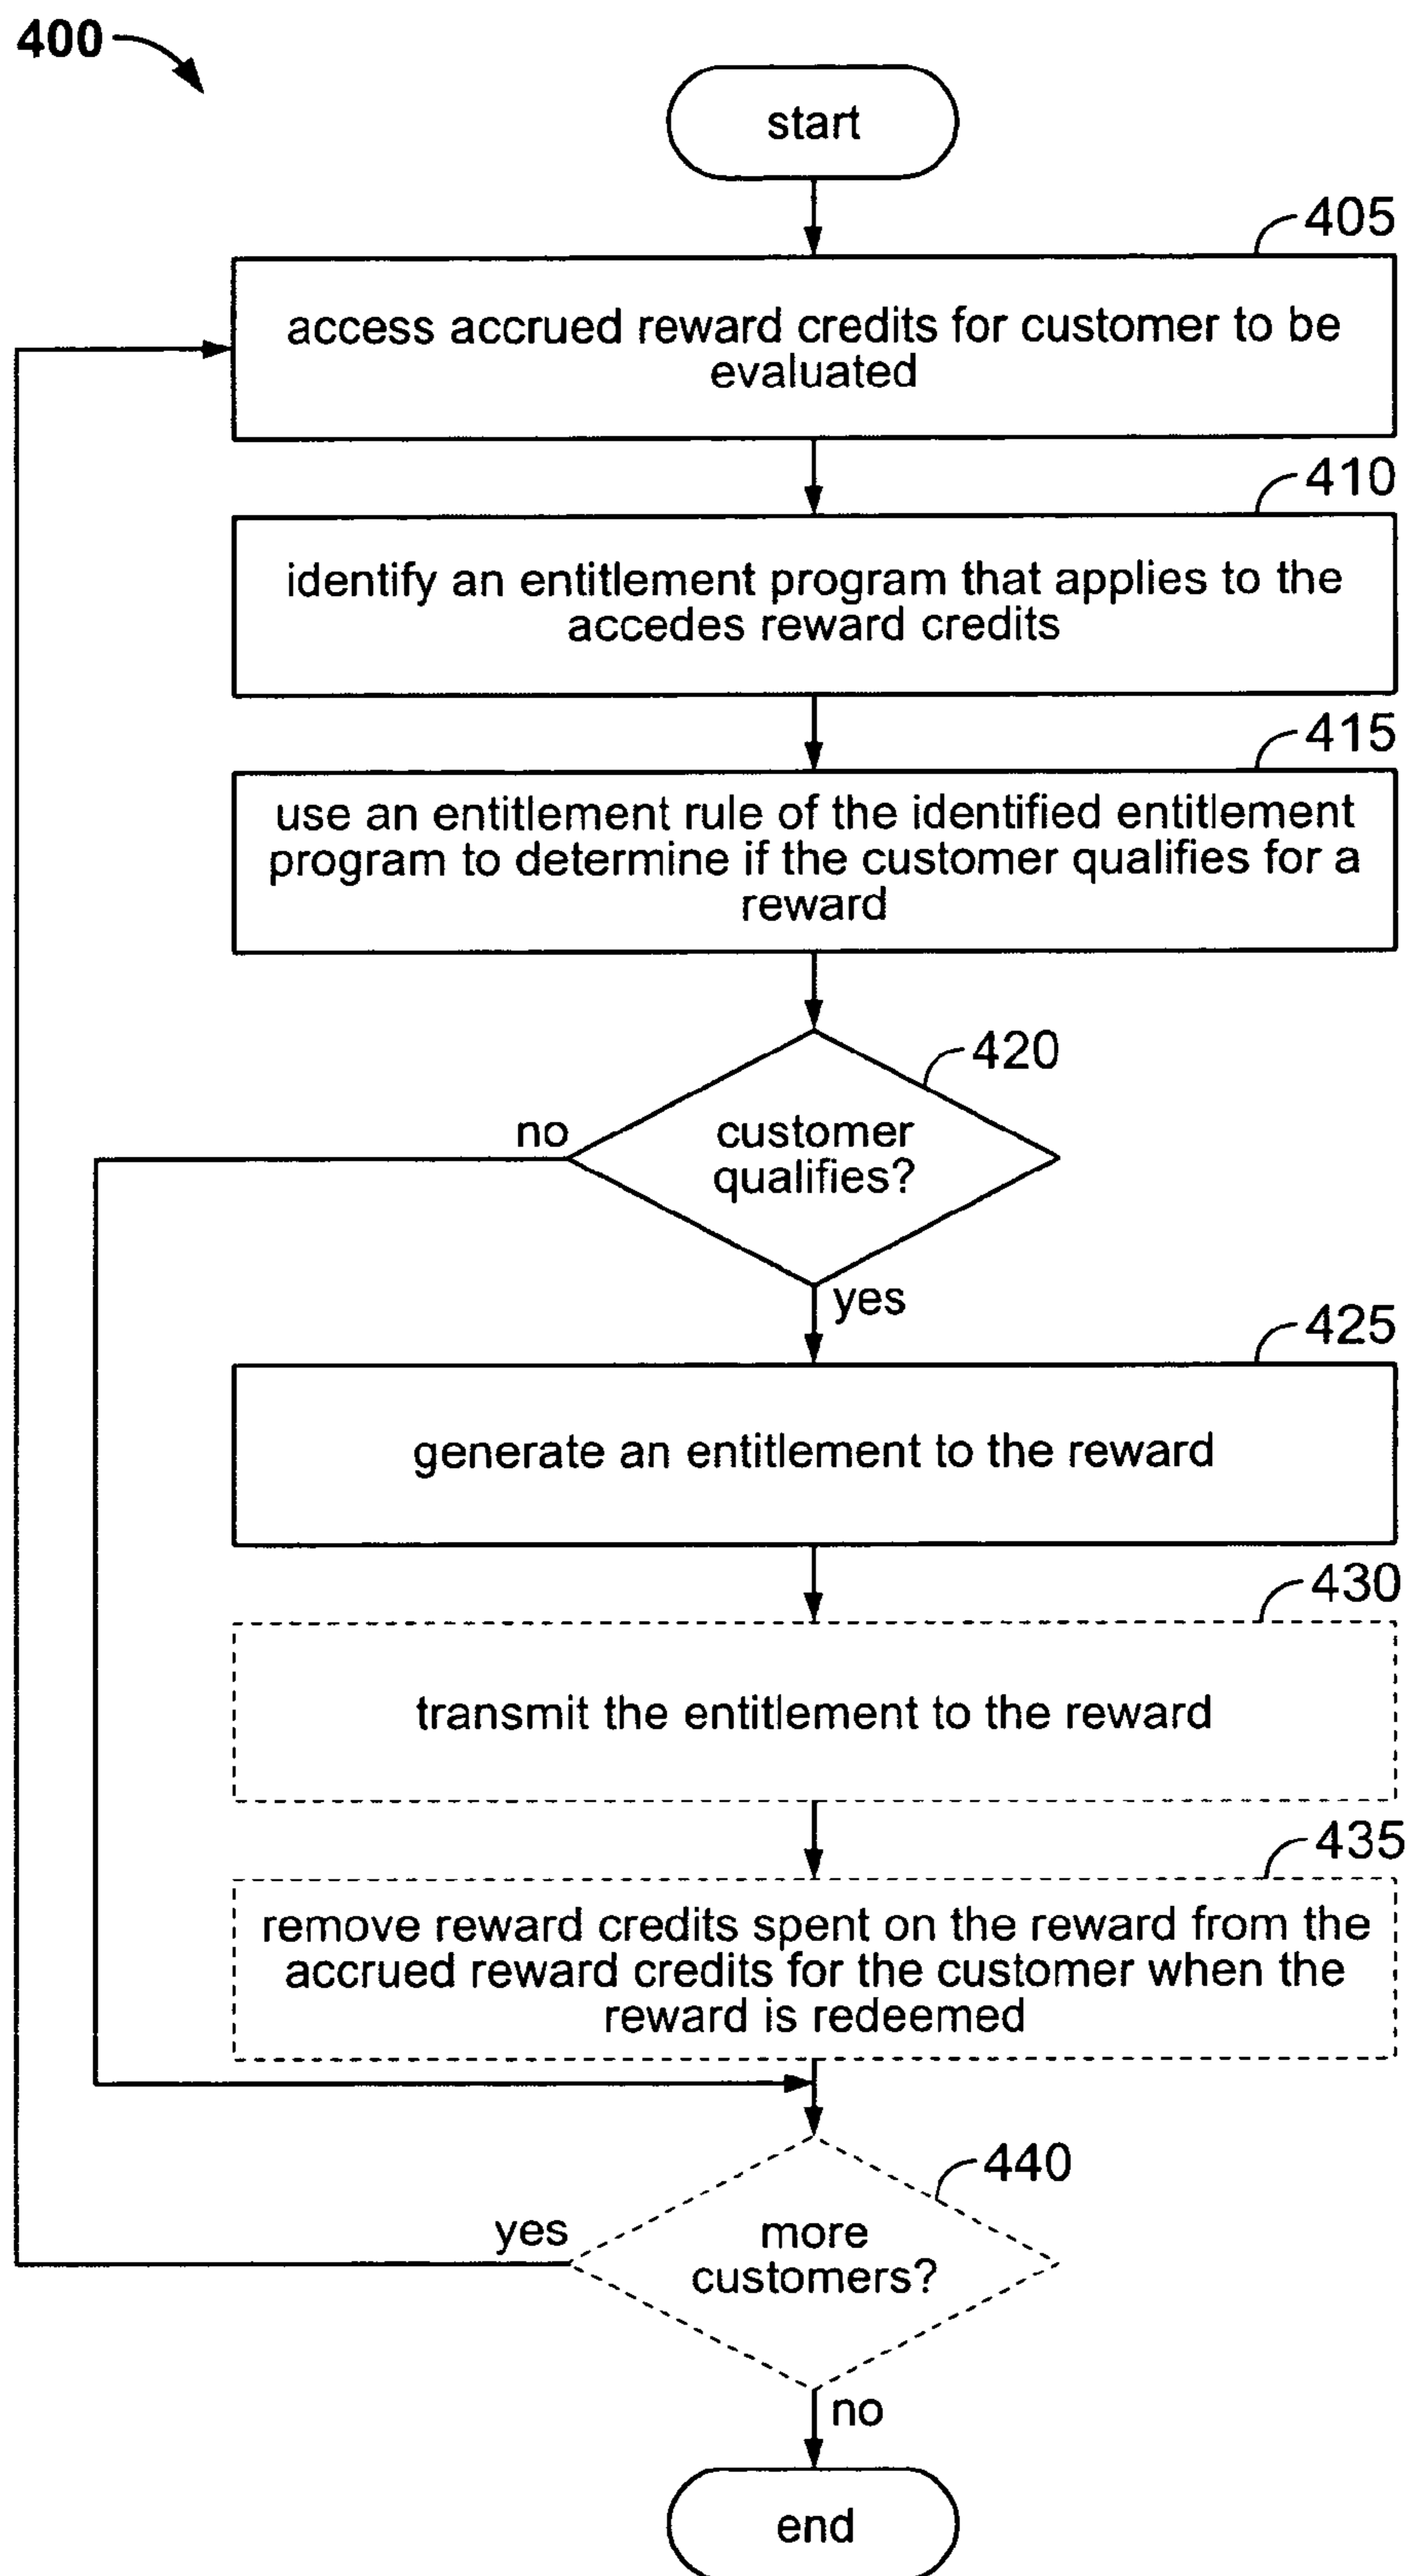 400
start
405
access accrued reward credits for customer to be
evaluated
410
identify an entitlement program that applies to the
accedes reward credits
415
use an entitlement rule of the identified entitlement
program to determine if the customer qualifies for a
reward
420
no
customer
qualifies?
yes
425
generate an entitlement to the reward
430
transmit the entitlement to the reward
435
remove reward credits spent on the reward from the
accrued reward credits for the customer when the
reward is redeemed
440
yes
more
customers?
no
end